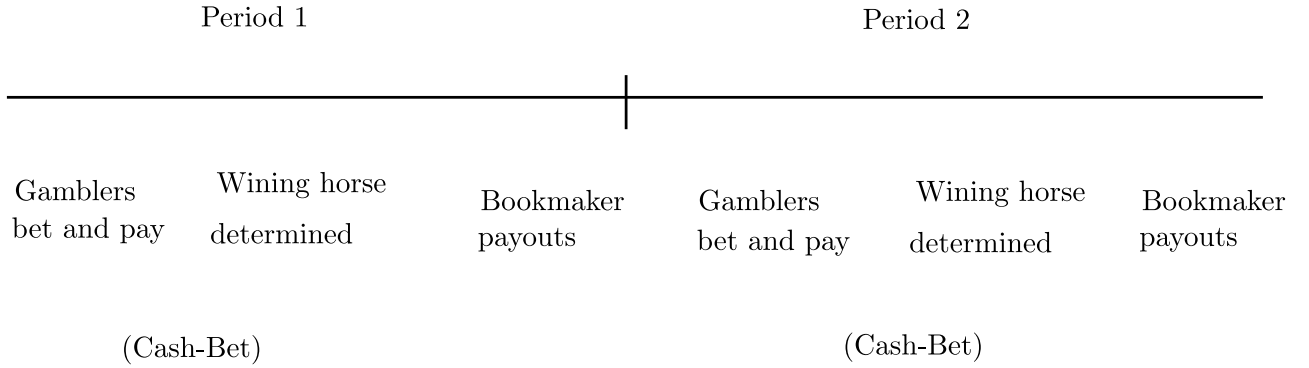 Period 1
Period 2
Gamblers
bet and pay
Wining horse
determined
Bookmaker
payouts
Gamblers
bet and pay
Wining horse
determined
Bookmaker
payouts
(Cash-Bet)
(Cash-Bet)